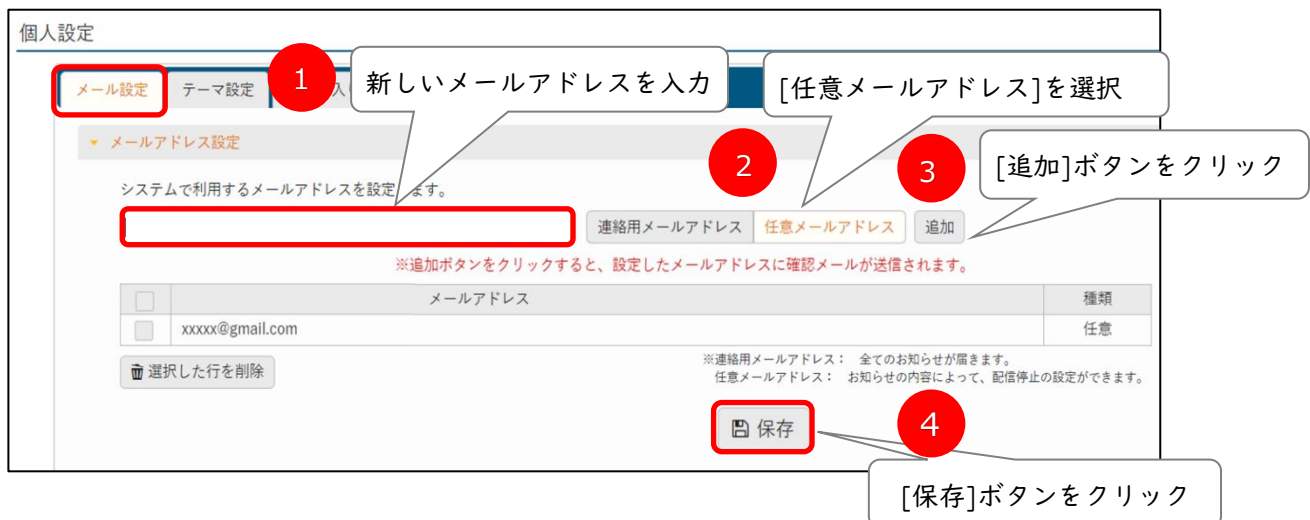 個人設定
メール設定
テーマ設定
1
新しいメールアドレスを入力
[任意メールアドレス]を選択
メールアドレス設定
2
3
[追加]ボタンをクリック
システムで利用するメールアドレスを設定 ます。
連絡用メールアドレス
任意メールアドレス
追加
※追加ボタンをクリックすると、設定したメールアドレスに確認メールが送信されます。
メールアドレス
種類
xxxxx@gmail.com
任意
選択した行を削除
※連絡用メールアドレス： 全てのお知らせが届きます。
任意メールアドレス： お知らせの内容によって、配信停止の設定ができます。
保存
4
[保存]ボタンをクリック